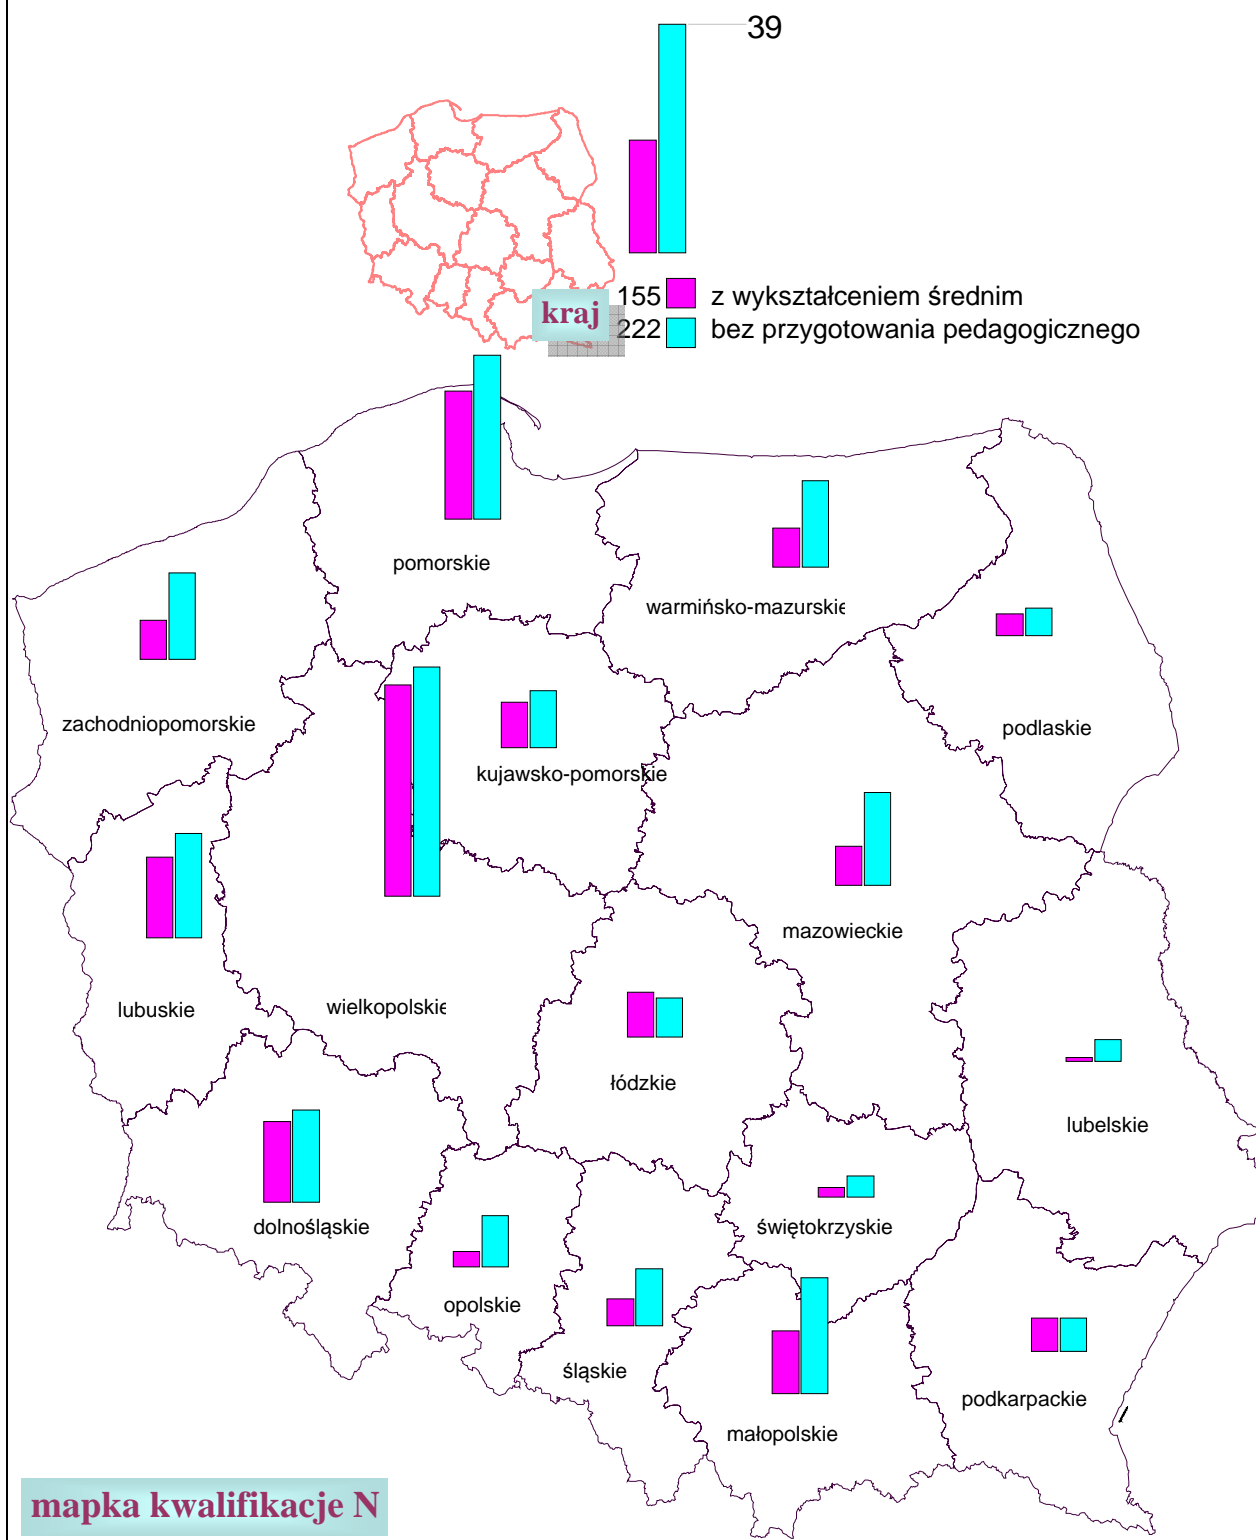 39
155 z wykształceniem średnim
kraj
222 bez przygotowania pedagogicznego
pomorskie
warmińsko-mazurskie
zachodniopomorskie
podlaskie
kujawsko-pomorskie
mazowieckie
lubuskie
wielkopolskie
łódzkie
lubelskie
dolnośląskie
świętokrzyskie
opolskie
śląskie
podkarpackie
małopolskie
mapka kwalifikacje N